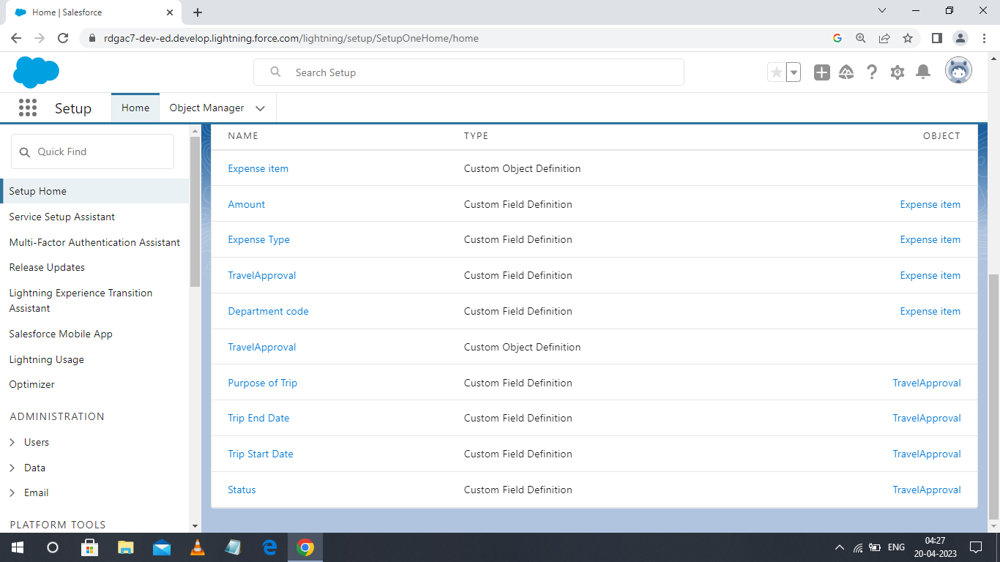 Home | Salesforce
rdgac7-dev-ed.develop.lightning.force.com/lightning/setup/SetupOneHome/home
Search Setup
Setup
Home
Object Manager
Quick Find
Setup Home
Service Setup Assistant
Multi-Factor Authentication Assistant
Release Updates
Lightning Experience Transition
Assistant
Salesforce Mobile App
Lightning Usage
Optimizer
ADMINISTRATION
Users
Data
Email
PLATFORM TOOLS
NAME TYPE OBJECT
Expense item Custom Object Definition
Amount Custom Field Definition Expense item
Expense Type Custom Field Definition Expense item
TravelApproval Custom Field Definition Expense item
Department code Custom Field Definition Expense item
TravelApproval Custom Object Definition
Purpose of Trip Custom Field Definition TravelApproval
Trip End Date Custom Field Definition TravelApproval
Trip Start Date Custom Field Definition TravelApproval
Status Custom Field Definition TravelApproval
ENG
04:27
20-04-2023